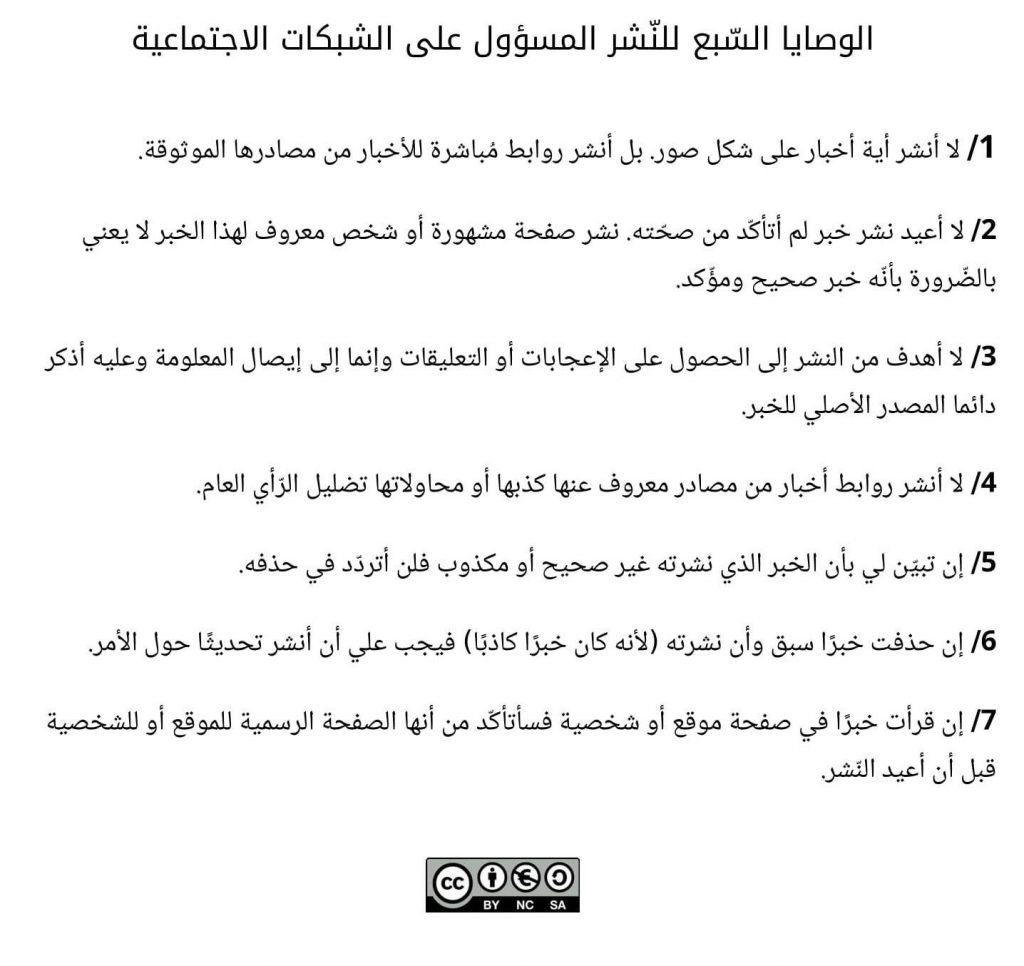 الوصايا السّبع للنّشر المسؤول على الشبكات الاجتماعية
1/ لا أنشر أية أخبار على شكل صور. بل أنشر روابط مُباشرة للأخبار من مصادرها الموثوقة.
2/ لا أعيد نشر خبر لم أتأكّد من صحّته. نشر صفحة مشهورة أو شخص معروف لهذا الخبر لا يعني
بالضّرورة بأنّه خبر صحيح ومؤَكد.
3/ لا أهدف من النشر إلى الحصول على الإعجابات أو التعليقات وإنما إلى إيصال المعلومة وعليه أذكر
دائما المصدر الأصلي للخبر.
4/ لا أنشر روابط أخبار من مصادر معروف عنها كذبها أو محاولاتها تضليل الرّأي العام.
5/ إن تبيّن لي بأن الخبر الذي نشرته غير صحيح أو مكذوب فلن أتردّد في حذفه.
6/ إن حذفت خبرًا سبق وأن نشرته (لأنه كان خبرًا كاذبًا) فيجب علي أن أنشر تحديثًا حول الأمر.
7/ إن قرأت خبرًا في صفحة موقع أو شخصية فسأتأكّد من أنها الصفحة الرسمية للموقع أو للشخصية
قبل أن أعيد النّشر.
cc
BY NC SA